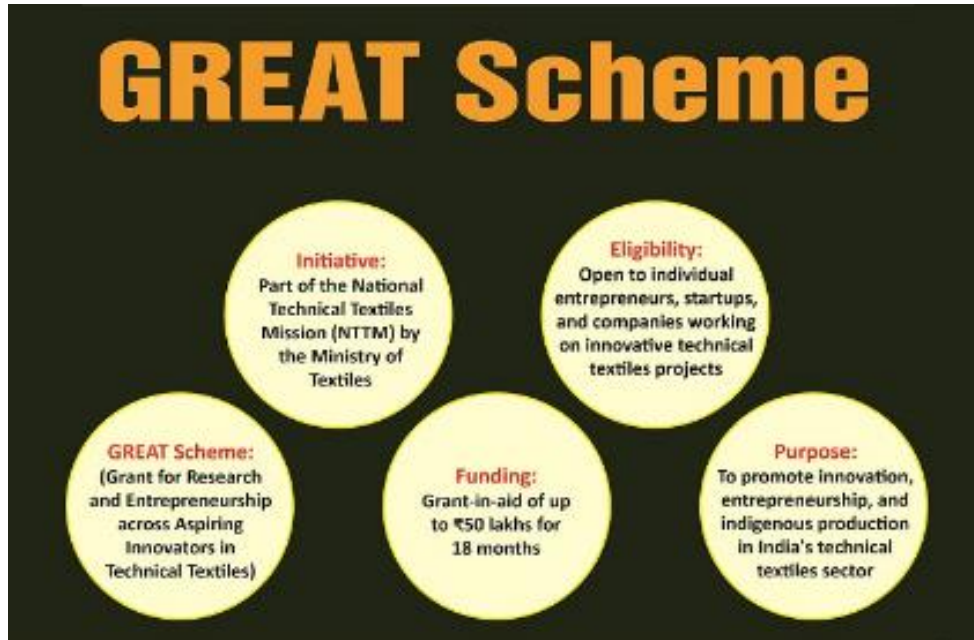 GREAT Scheme
Initiative:
Part of the National
Technical Textiles
Mission (NTTM) by
the Ministry of
Textiles
Eligibility:
Open to individual
entrepreneurs, startups,
and companies working
on innovative technical
textiles projects
GREAT Scheme:
(Grant for Research
and Entrepreneurship
across Aspiring
Innovators in
Technical Textiles)
Funding:
Grant-in-aid of up
to ₹50 lakhs for
18 months
Purpose:
To promote innovation,
entrepreneurship, and
indigenous production
in India's technical
textiles sector